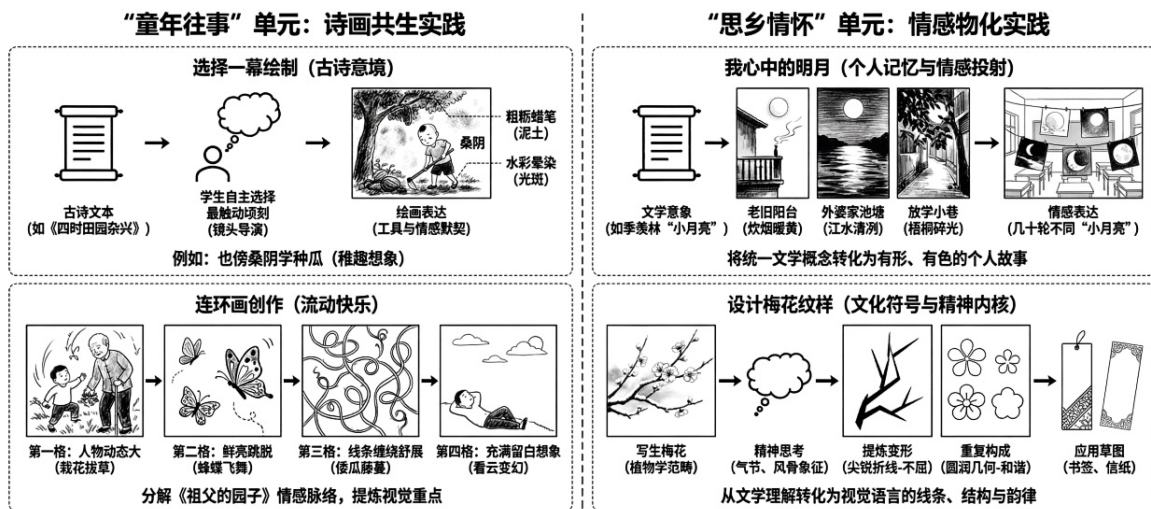 “童年往事”单元：诗画共生实践
选择一幕绘制（古诗意境）
古诗文本
(如《四时田园杂兴》)
学生自主选择
最触动顷刻
(镜头导演)
桑阴
粗粝蜡笔
(泥土)
水彩晕染
(光斑)
绘画表达
(工具与情感默契)
例如：也傍桑阴学种瓜（稚趣想象）
连环画创作（流动快乐）
第一格：人物动态大
(栽花拔草)
第二格：鲜亮跳脱
(蜂蝶飞舞)
第三格：线条缠绕舒展
(倭瓜藤蔓)
第四格：充满留白想象
(看云变幻)
分解《祖父的园子》情感脉络，提炼视觉重点
“思乡情怀”单元：情感物化实践
我心中的明月（个人记忆与情感投射）
文学意象
(如季羡林“小月亮”)
老旧阳台
(炊烟暖黄)
外婆家池塘
(江水清冽)
放学小巷
(梧桐碎光)
情感表达
(几十轮不同“小月亮”)
将统一文学概念转化为有形、有色的个人故事
设计梅花纹样（文化符号与精神内核）
写生梅花
(植物学范畴)
精神思考
(气节、风骨象征)
提炼变形
(尖锐折线-不屈)
重复构成
(圆润几何-和谐)
应用草图
(书签、信纸)
从文学理解转化为视觉语言的线条、结构与韵律